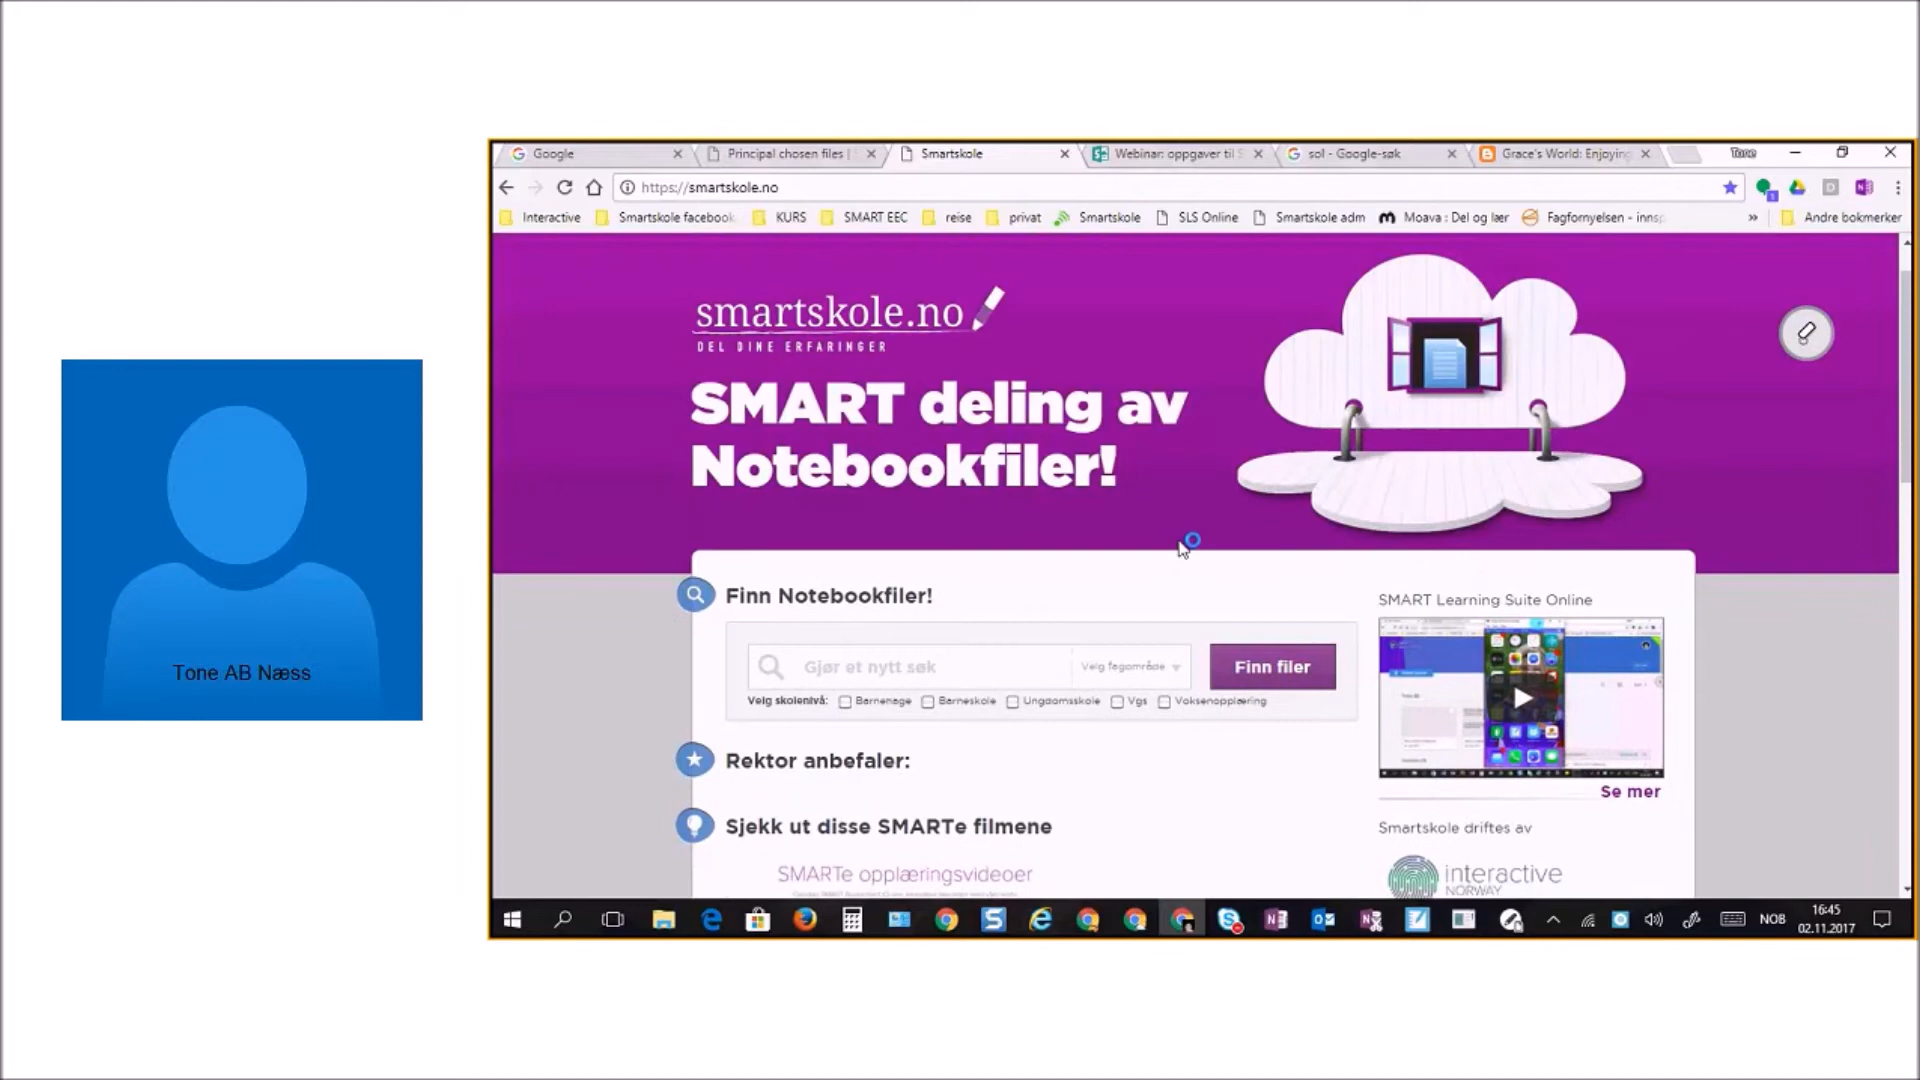 Google
Principal chosen files |
Smartskole
Webinar: oppgaver til S
sol - Google-søk
Grace's World: Enjoying
Tone
https://smartskole.no
Interactive
Smartskole facebook
KURS
SMART EEC
reise
privat
Smartskole
SLS Online
Smartskole adm
Moava : Del og lær
Fagfornyelsen - innsp
»
Andre bokmerker
smartskole.no
DEL DINE ERFARINGER
SMART deling av
Notebookfiler!
Tone AB Næss
Finn Notebookfiler!
Gjør et nytt søk
Velg fagområde
Finn filer
Velg skolenivå:
Barnehage
Barneskole
Ungdomsskole
Vgs
Voksenopplæring
Rektor anbefaler:
Sjekk ut disse SMARTe filmene
SMARTe opplæringsvideoer
SMART Learning Suite Online
Se mer
Smartskole driftes av
interactive
NORWAY
NOB
16:45
02.11.2017